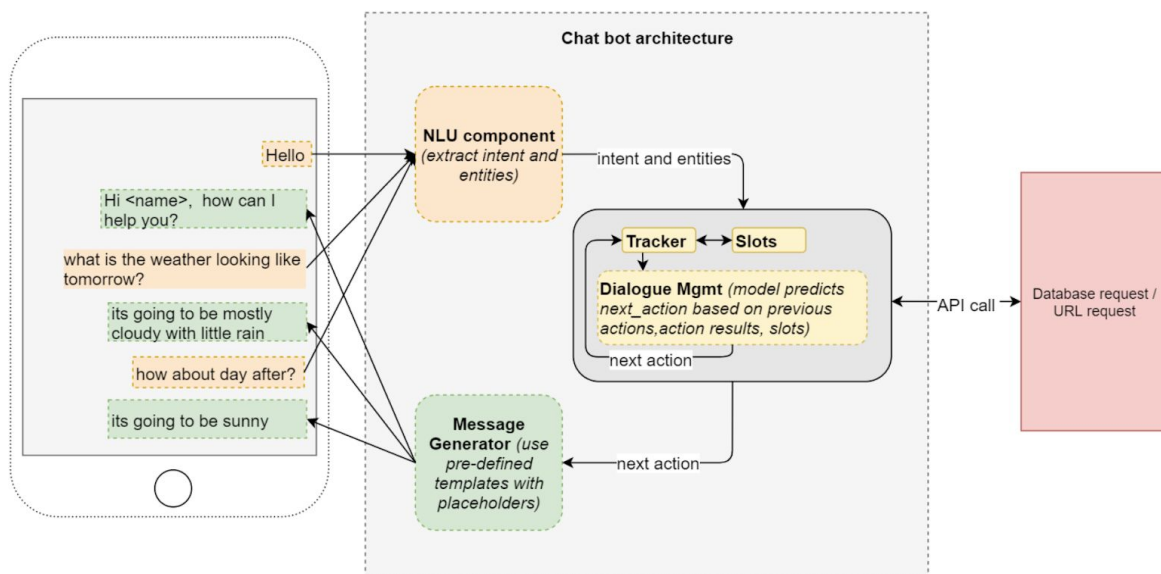 Chat bot architecture
Hello
Hi <name>,  how can I
help you?
what is the weather looking like
tomorrow?
its going to be mostly
cloudy with little rain
how about day after?
its going to be sunny
NLU component
(extract intent and
entities)
intent and entities
Tracker
Slots
Dialogue Mgmt (model predicts
next_action based on previous
actions,action results, slots)
next action
API call
Database request /
URL request
Message
Generator (use
pre-defined
templates with
placeholders)
next action